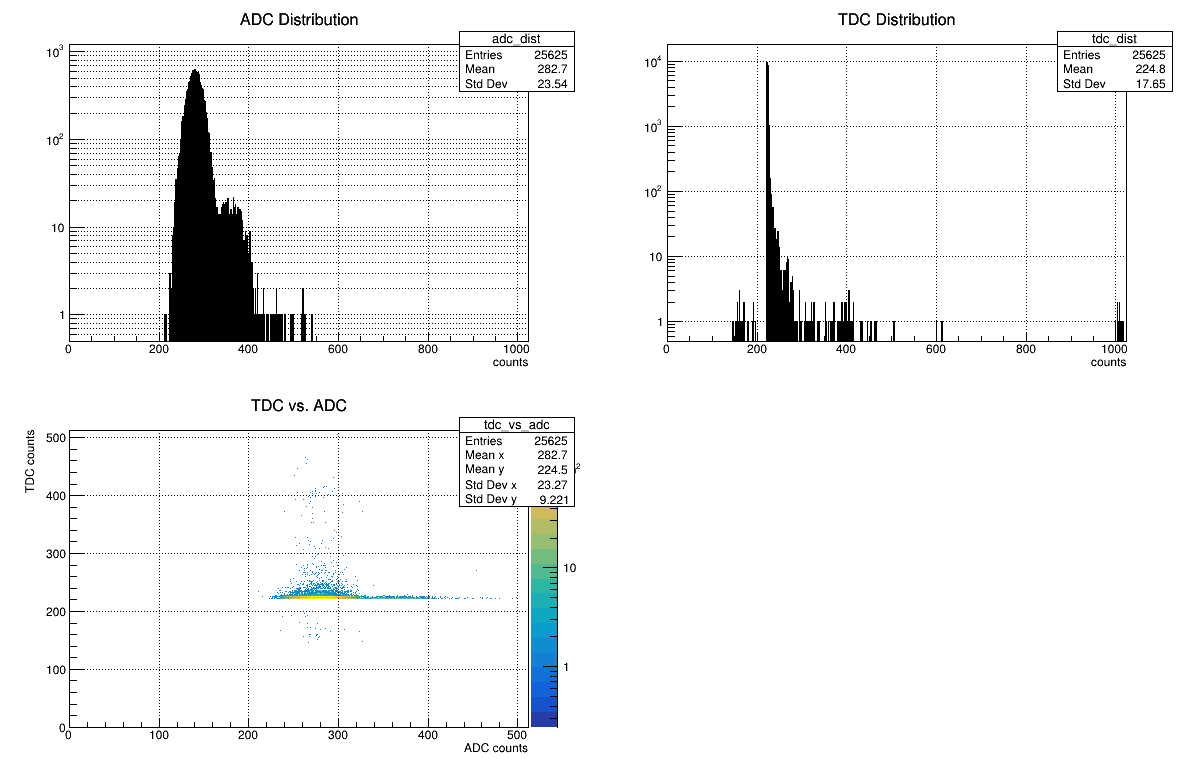 ADC Distribution
adc_dist
Entries 25625
Mean 282.7
Std Dev 23.54
10³
10²
10
1
0 200 400 600 800 1000
counts
TDC Distribution
tdc_dist
Entries 25625
Mean 224.8
Std Dev 17.65
10⁴
10³
10²
10
1
0 200 400 600 800 1000
counts
TDC vs. ADC
tdc_vs_adc
Entries 25625
Mean x 282.7
Mean y 224.5
Std Dev x 23.27
Std Dev y 9.221
TDC counts
500
400
300
200
100
0
0 100 200 300 400 500
ADC counts
2
10
1